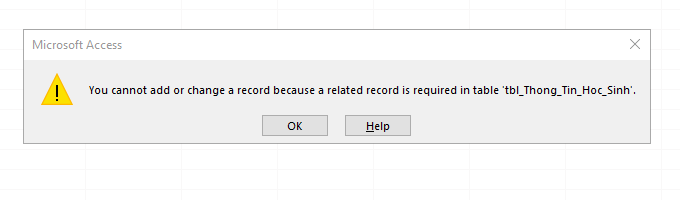 Microsoft Access
You cannot add or change a record because a related record is required in table 'tbl_Thong_Tin_Hoc_Sinh'.
OK
Help